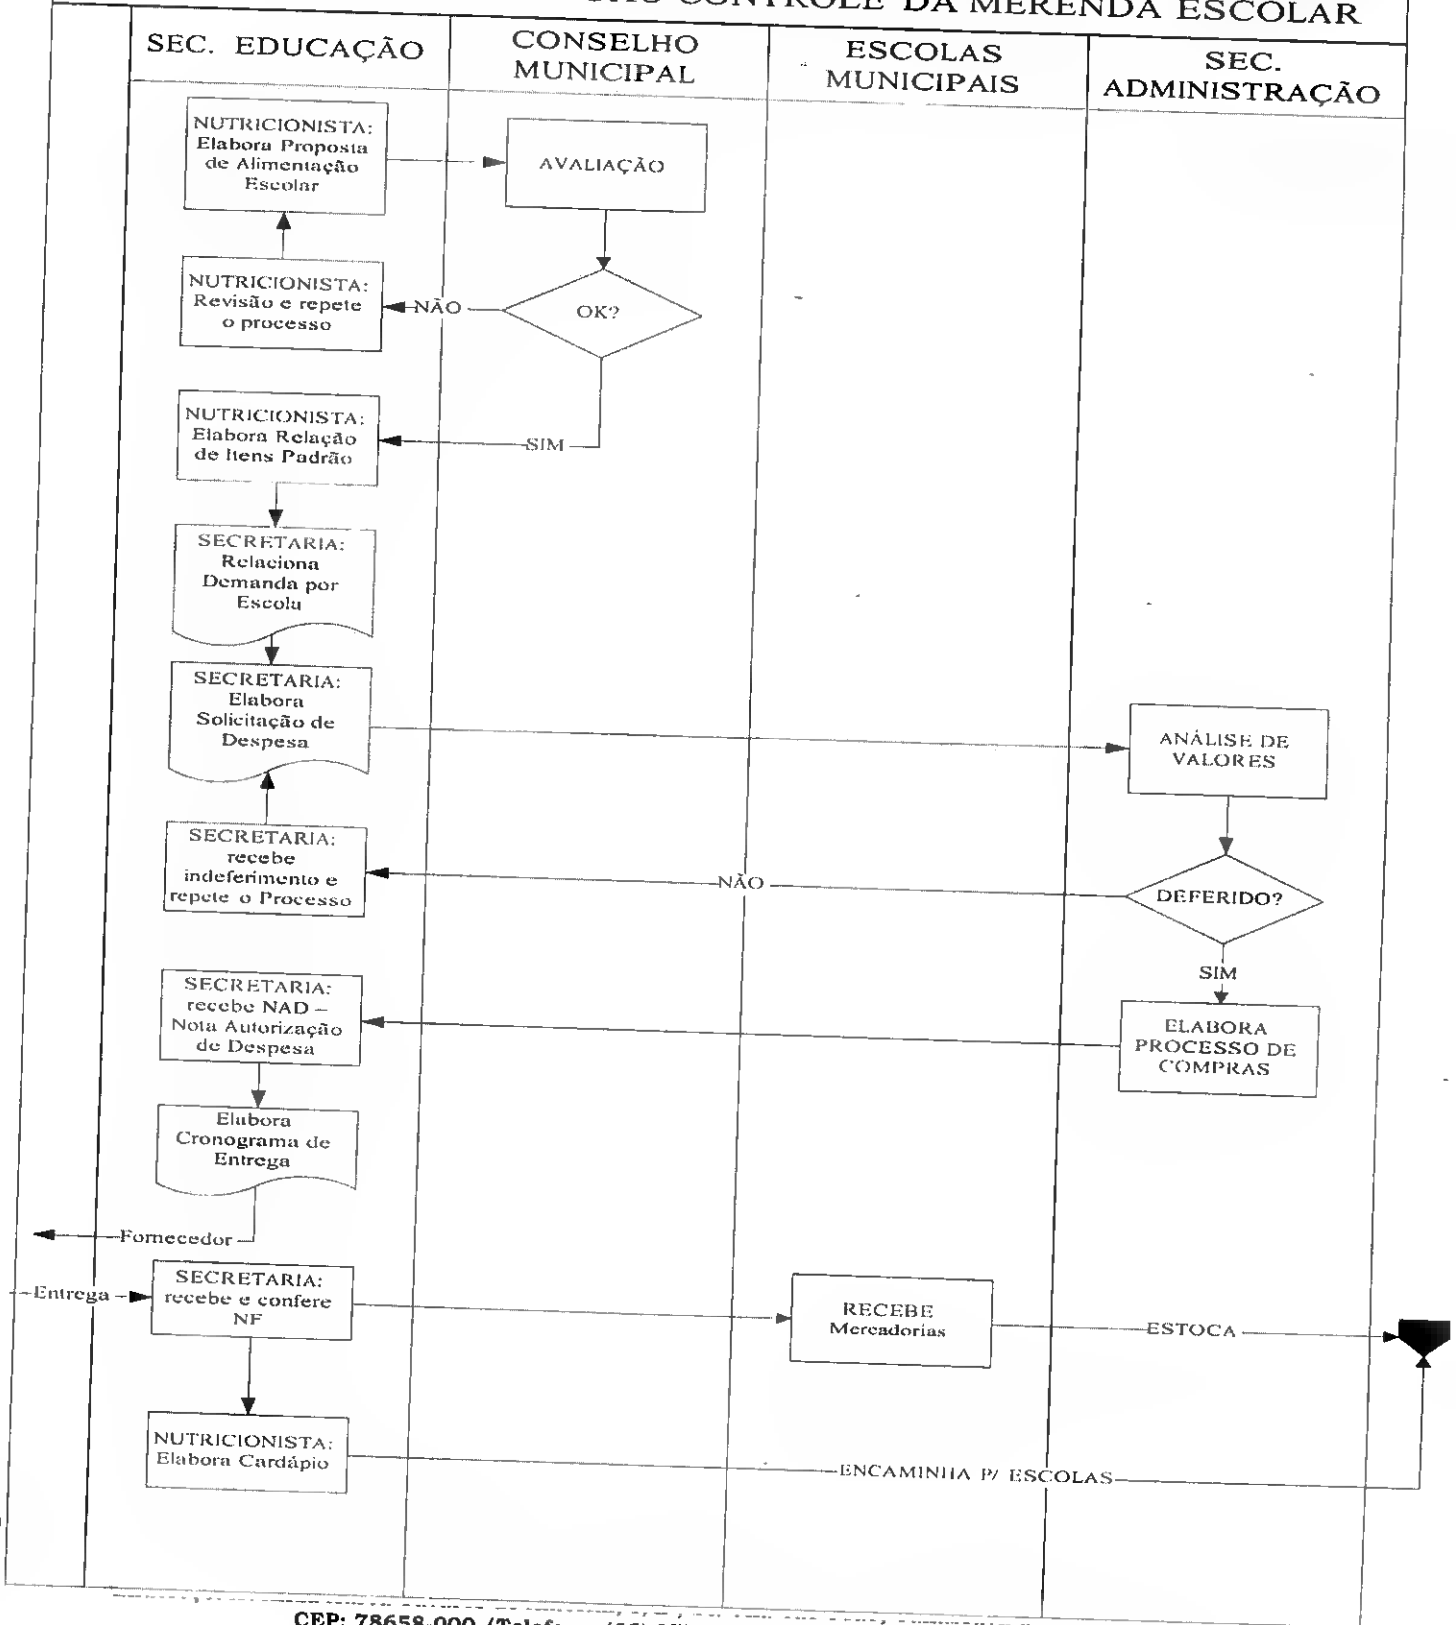 CONTROLE DA MERENDA ESCOLAR
SEC. EDUCAÇÃO
CONSELHO
MUNICIPAL
ESCOLAS
MUNICIPAIS
SEC.
ADMINISTRAÇÃO
NUTRICIONISTA:
Elabora Proposta
de Alimentação
Escolar
AVALIAÇÃO
NUTRICIONISTA:
Revisão e repete
o processo
NÃO
OK?
NUTRICIONISTA:
Elabora Relação
de Itens Padrão
SIM
SECRETARIA:
Relaciona
Demanda por
Escola
SECRETARIA:
Elabora
Solicitação de
Despesa
ANÁLISE DE
VALORES
SECRETARIA:
recebe
indeferimento e
repete o Processo
NÃO
DEFERIDO?
SIM
SECRETARIA:
recebe NAD –
Nota Autorização
de Despesa
ELABORA
PROCESSO DE
COMPRAS
Elabora
Cronograma de
Entrega
Fornecedor
Entrega
SECRETARIA:
recebe e confere
NF
RECEBE
Mercadorias
ESTOCA
NUTRICIONISTA:
Elabora Cardápio
ENCAMINHA P/ ESCOLAS
CEP: 78658-000